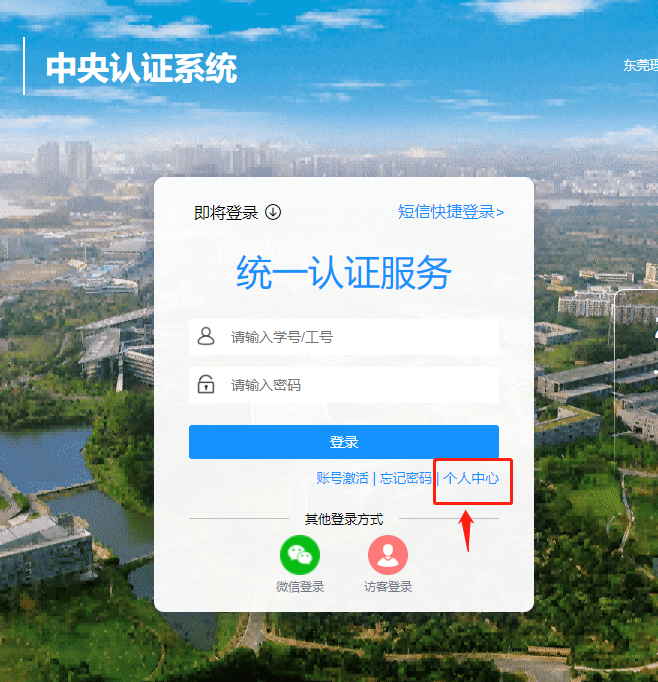 中央认证系统
东莞理
即将登录
短信快捷登录>
统一认证服务
请输入学号/工号
请输入密码
登录
账号激活 | 忘记密码 | 个人中心
其他登录方式
微信登录
访客登录